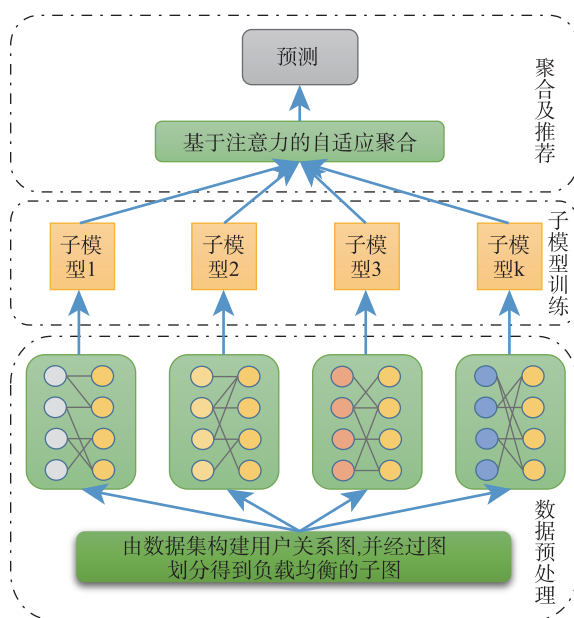 预测
聚合及推荐
基于注意力的自适应聚合
子模
型1
子模
型2
子模
型3
子模
型k
子模型训练
数据预处理
由数据集构建用户关系图,并经过图
划分得到负载均衡的子图